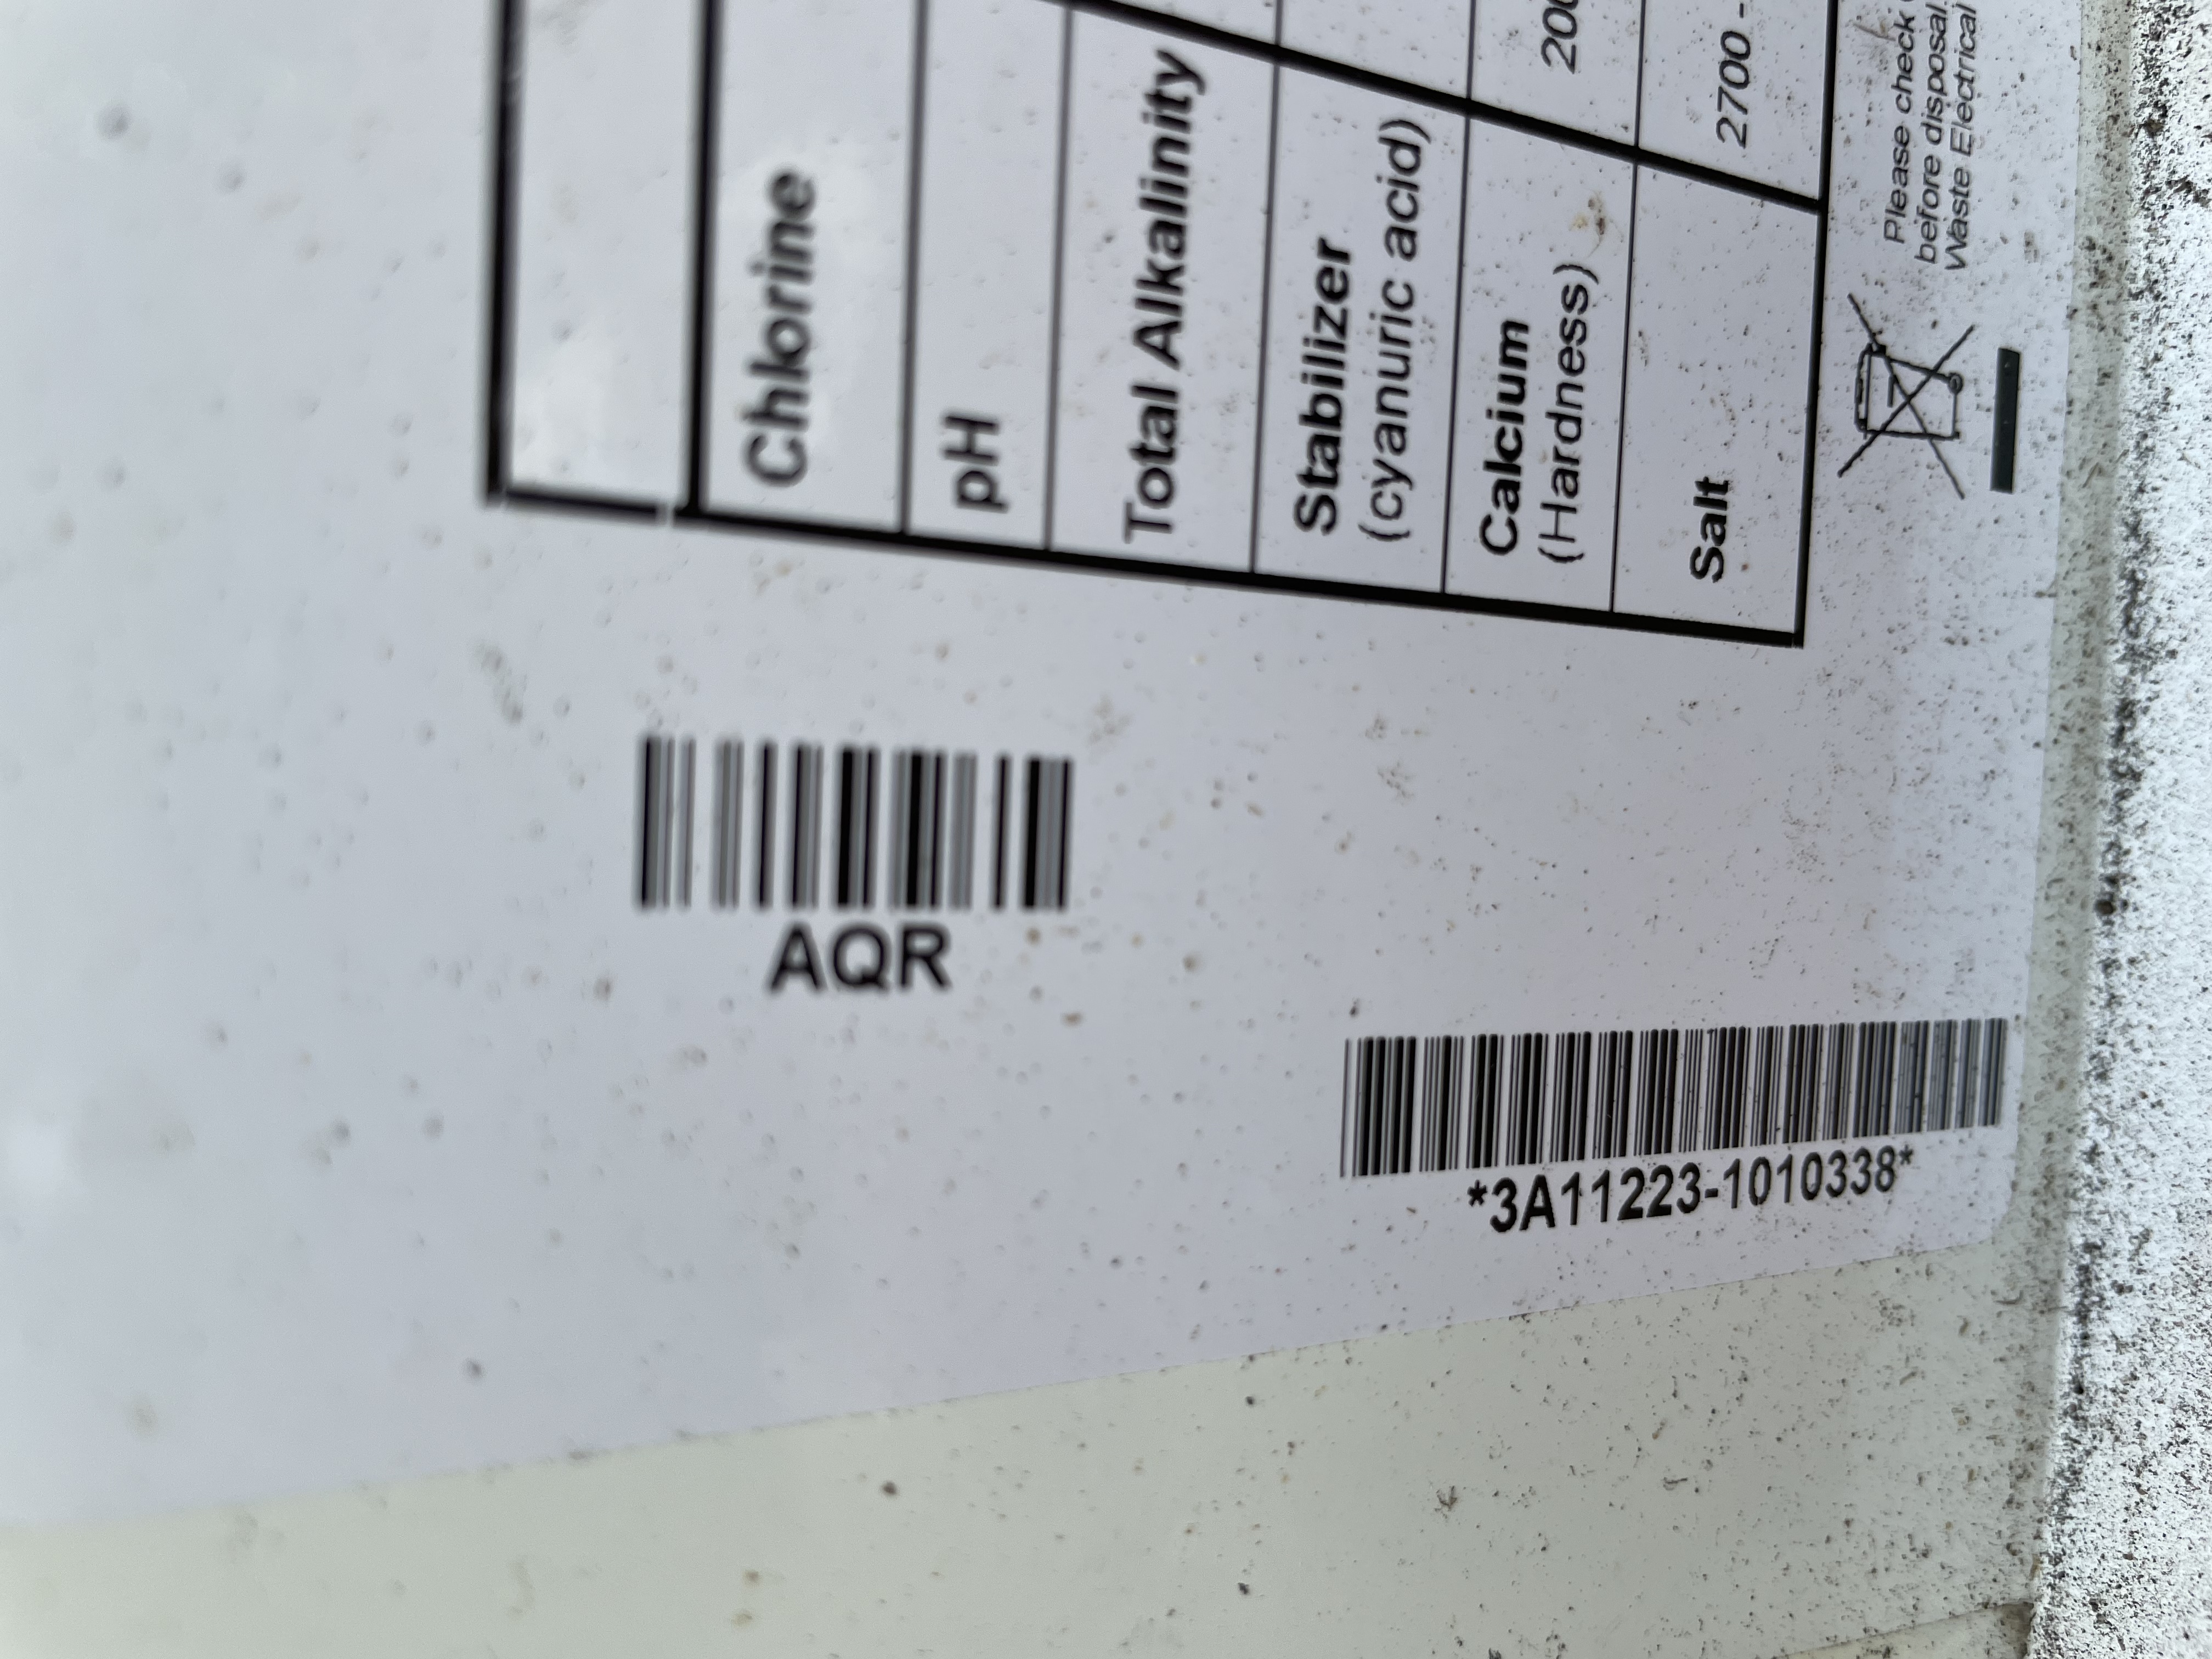 Chlorine
pH
Total Alkalinity
Stabilizer
(cyanuric acid)
Calcium
(Hardness)
200
Salt
2700 -
Please check
before disposal.
Waste Electrical
AQR
*3A11223-1010338*